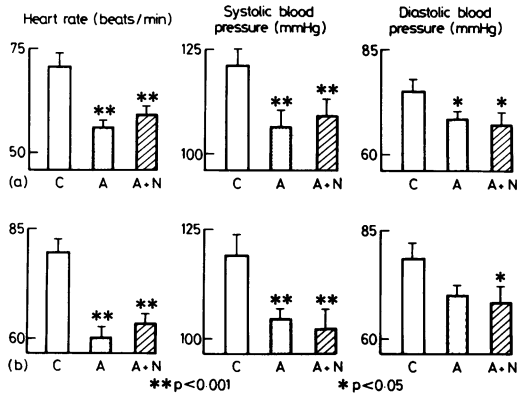 Heart rate (beats/min)
Systolic blood
pressure (mmHg)
Diastolic blood
pressure (mmHg)
75
**
**
50
(a)
C A A+N
125
**
**
100
C A A+N
85
*
*
60
C A A+N
85
**
**
60
(b)
C A A+N
125
**
**
100
C A A+N
85
*
60
C A A+N
**p<0·001
*p<0·05